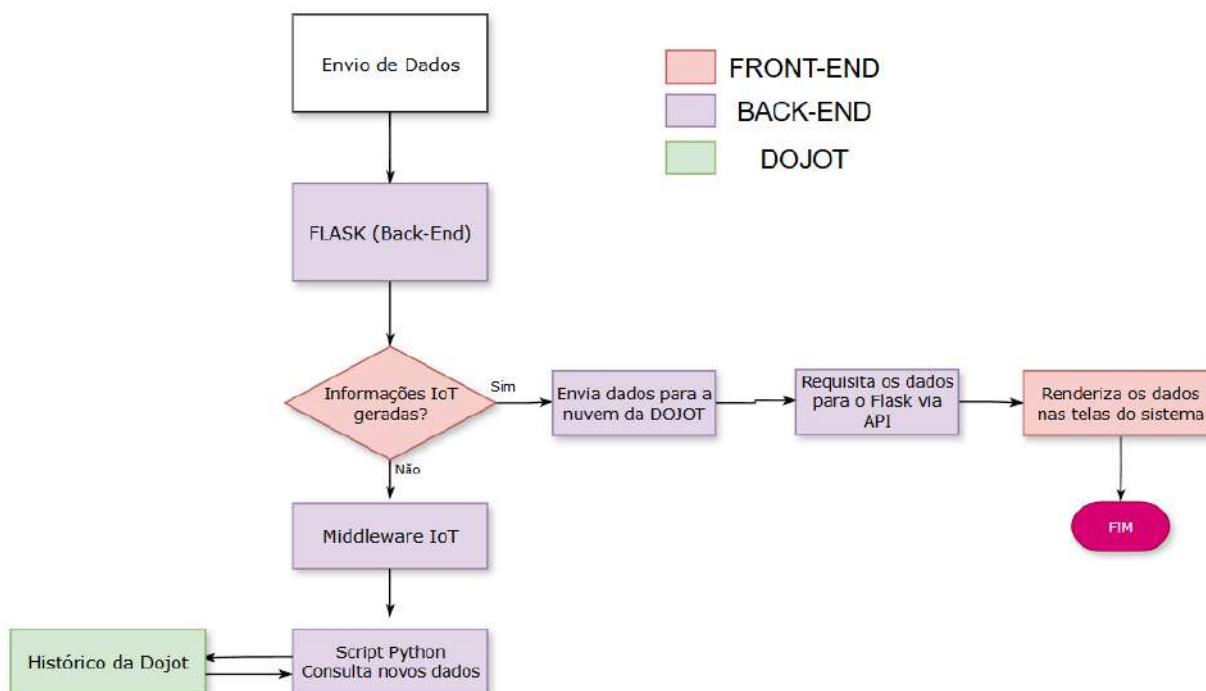 Envio de Dados
FRONT-END
BACK-END
DOJOT
FLASK (Back-End)
Informações IoT
geradas?
Sim
Envia dados para a
nuvem da DOJOT
Requisita os dados
para o Flask via
API
Renderiza os dados
nas telas do sistema
Não
FIM
Middleware IoT
Histórico da Dojot
Script Python
Consulta novos dados